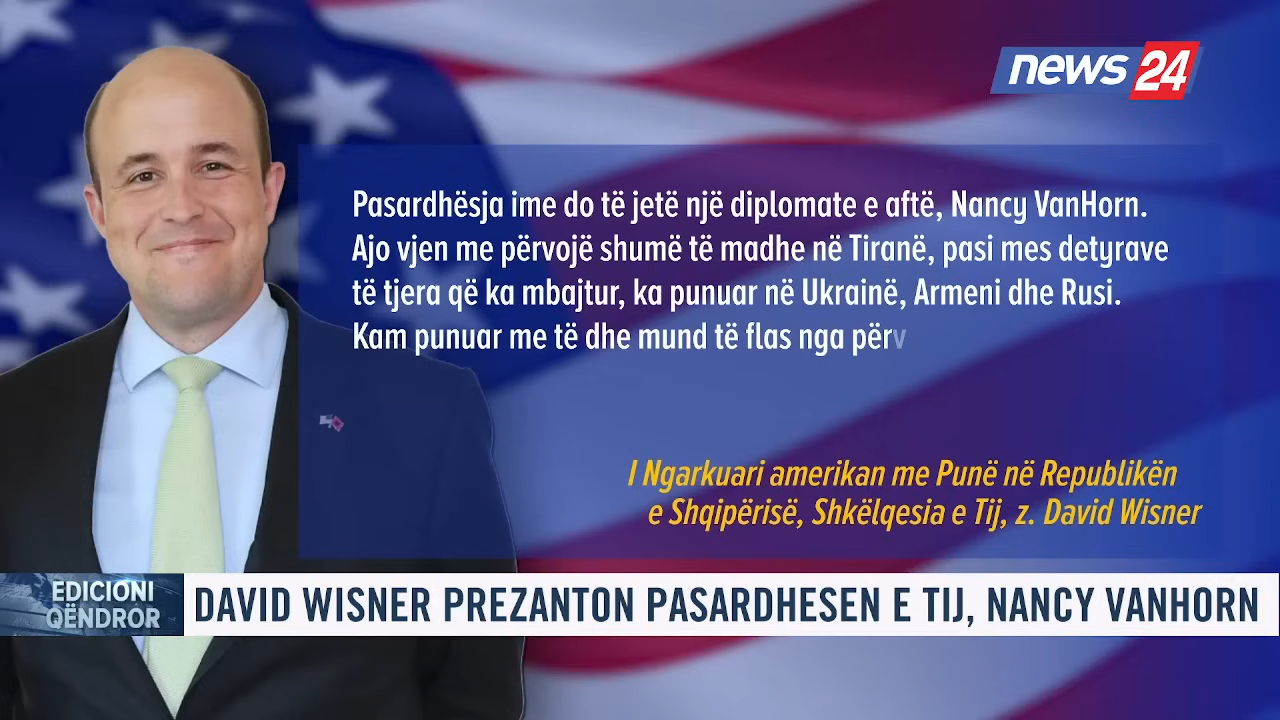 news 24
Pasardhësja ime do të jetë një diplomate e aftë, Nancy VanHorn.
Ajo vjen me përvojë shumë të madhe në Tiranë, pasi mes detyrave
të tjera që ka mbajtur, ka punuar në Ukrainë, Armeni dhe Rusi.
Kam punuar me të dhe mund të flas nga përv
I Ngarkuari amerikan me Punë në Republikën
e Shqipërisë, Shkëlqesia e Tij, z. David Wisner
EDICIONI
QËNDROR
DAVID WISNER PREZANTON PASARDHESEN E TIJ, NANCY VANHORN